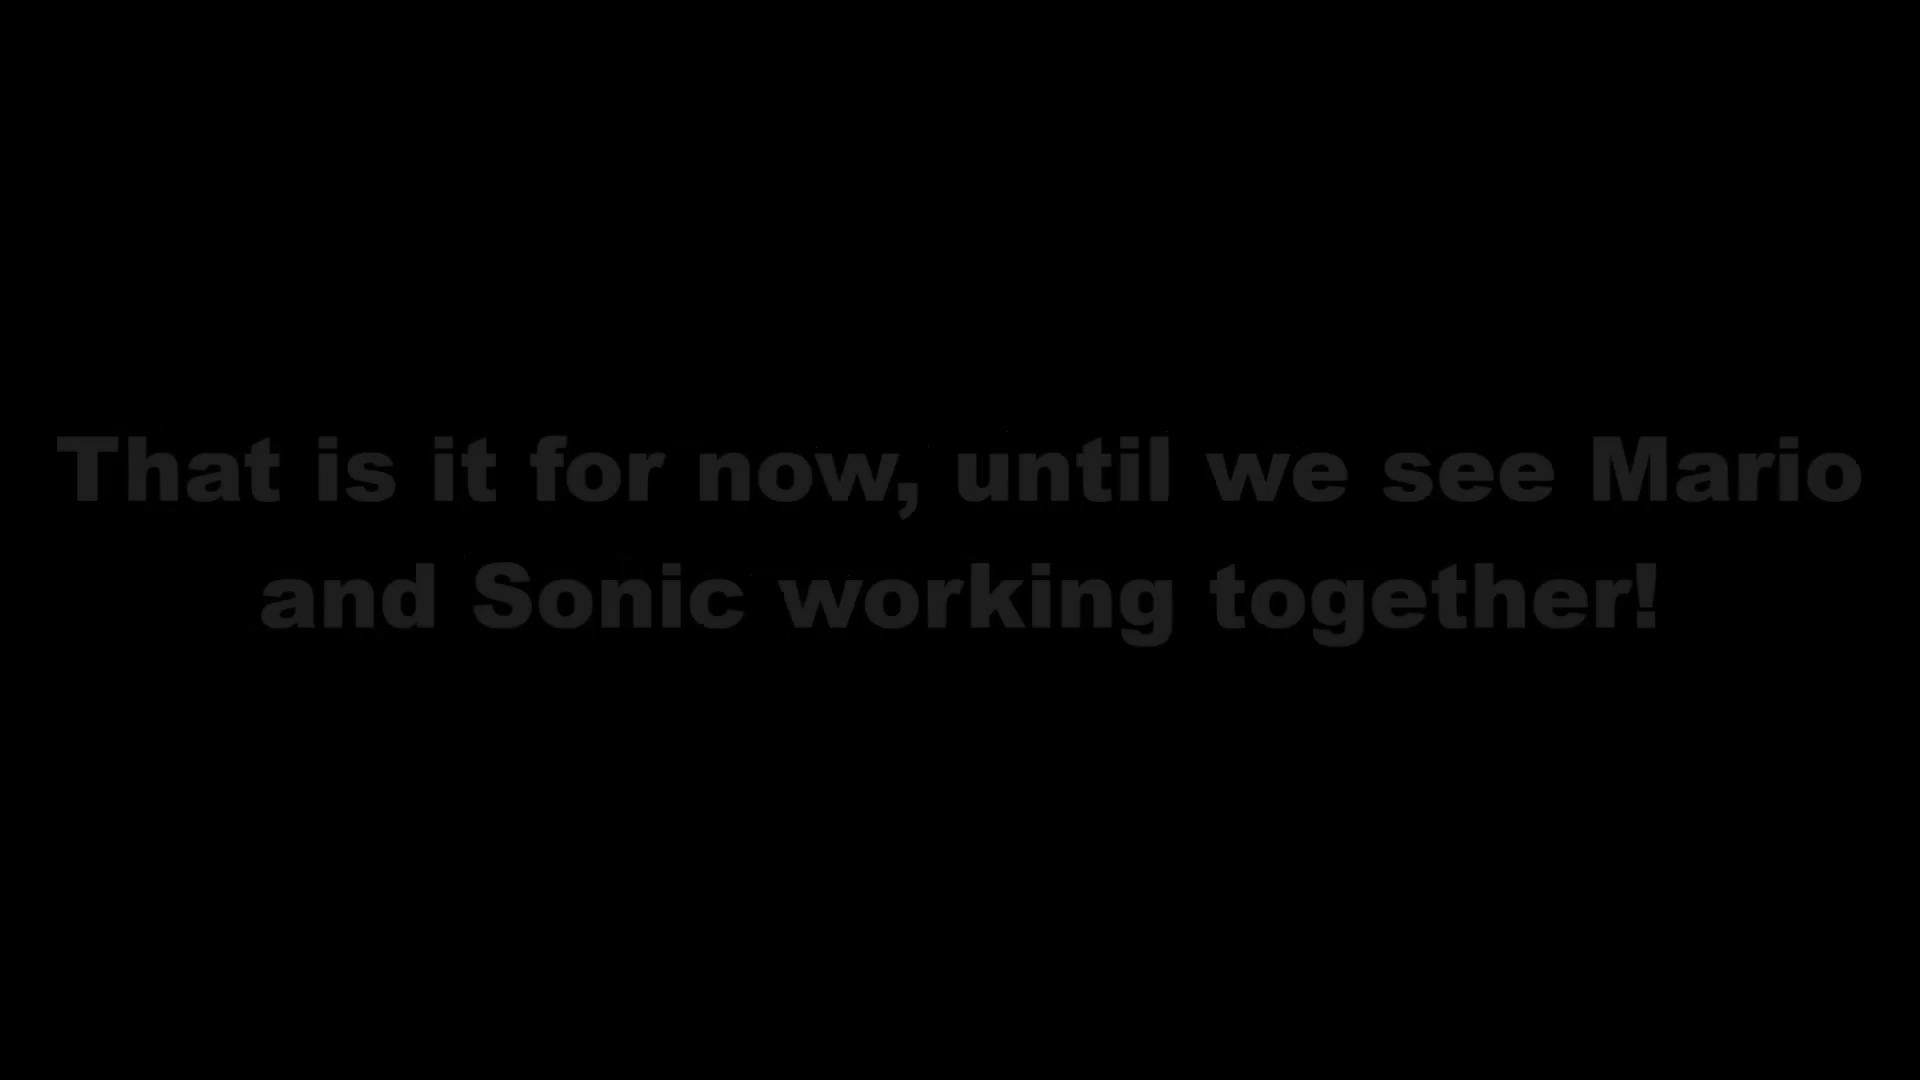 That is it for now, until we see Mario
and Sonic working together!